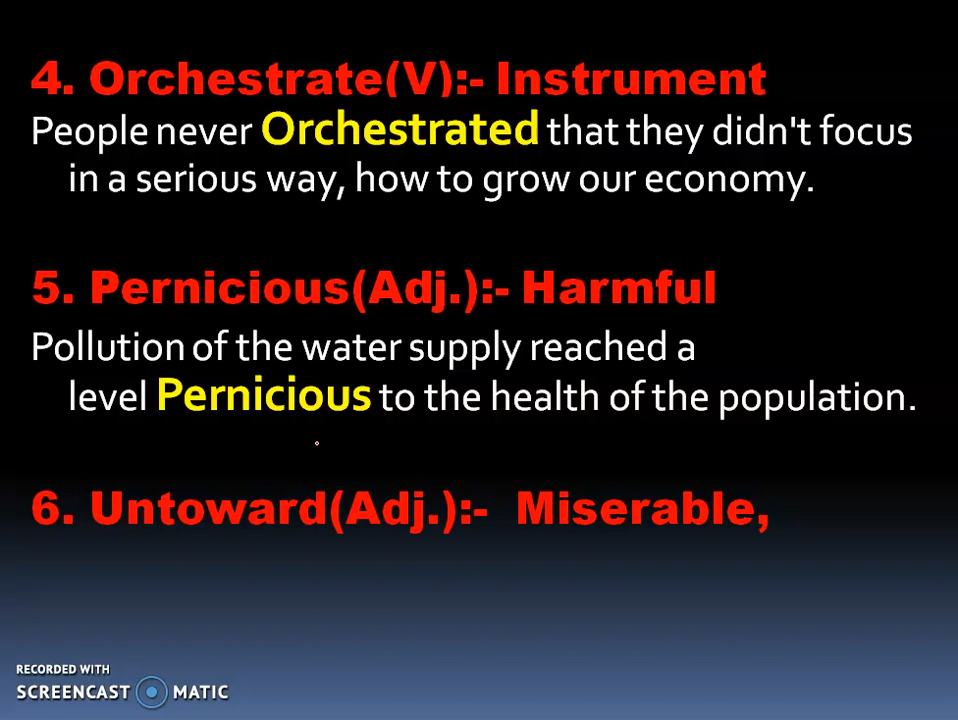 4. Orchestrate(V):- Instrument
People never Orchestrated that they didn't focus
in a serious way, how to grow our economy.
5. Pernicious(Adj.):- Harmful
Pollution of the water supply reached a
level Pernicious to the health of the population.
6. Untoward(Adj.):- Miserable,
RECORDED WITH
SCREENCAST MATIC